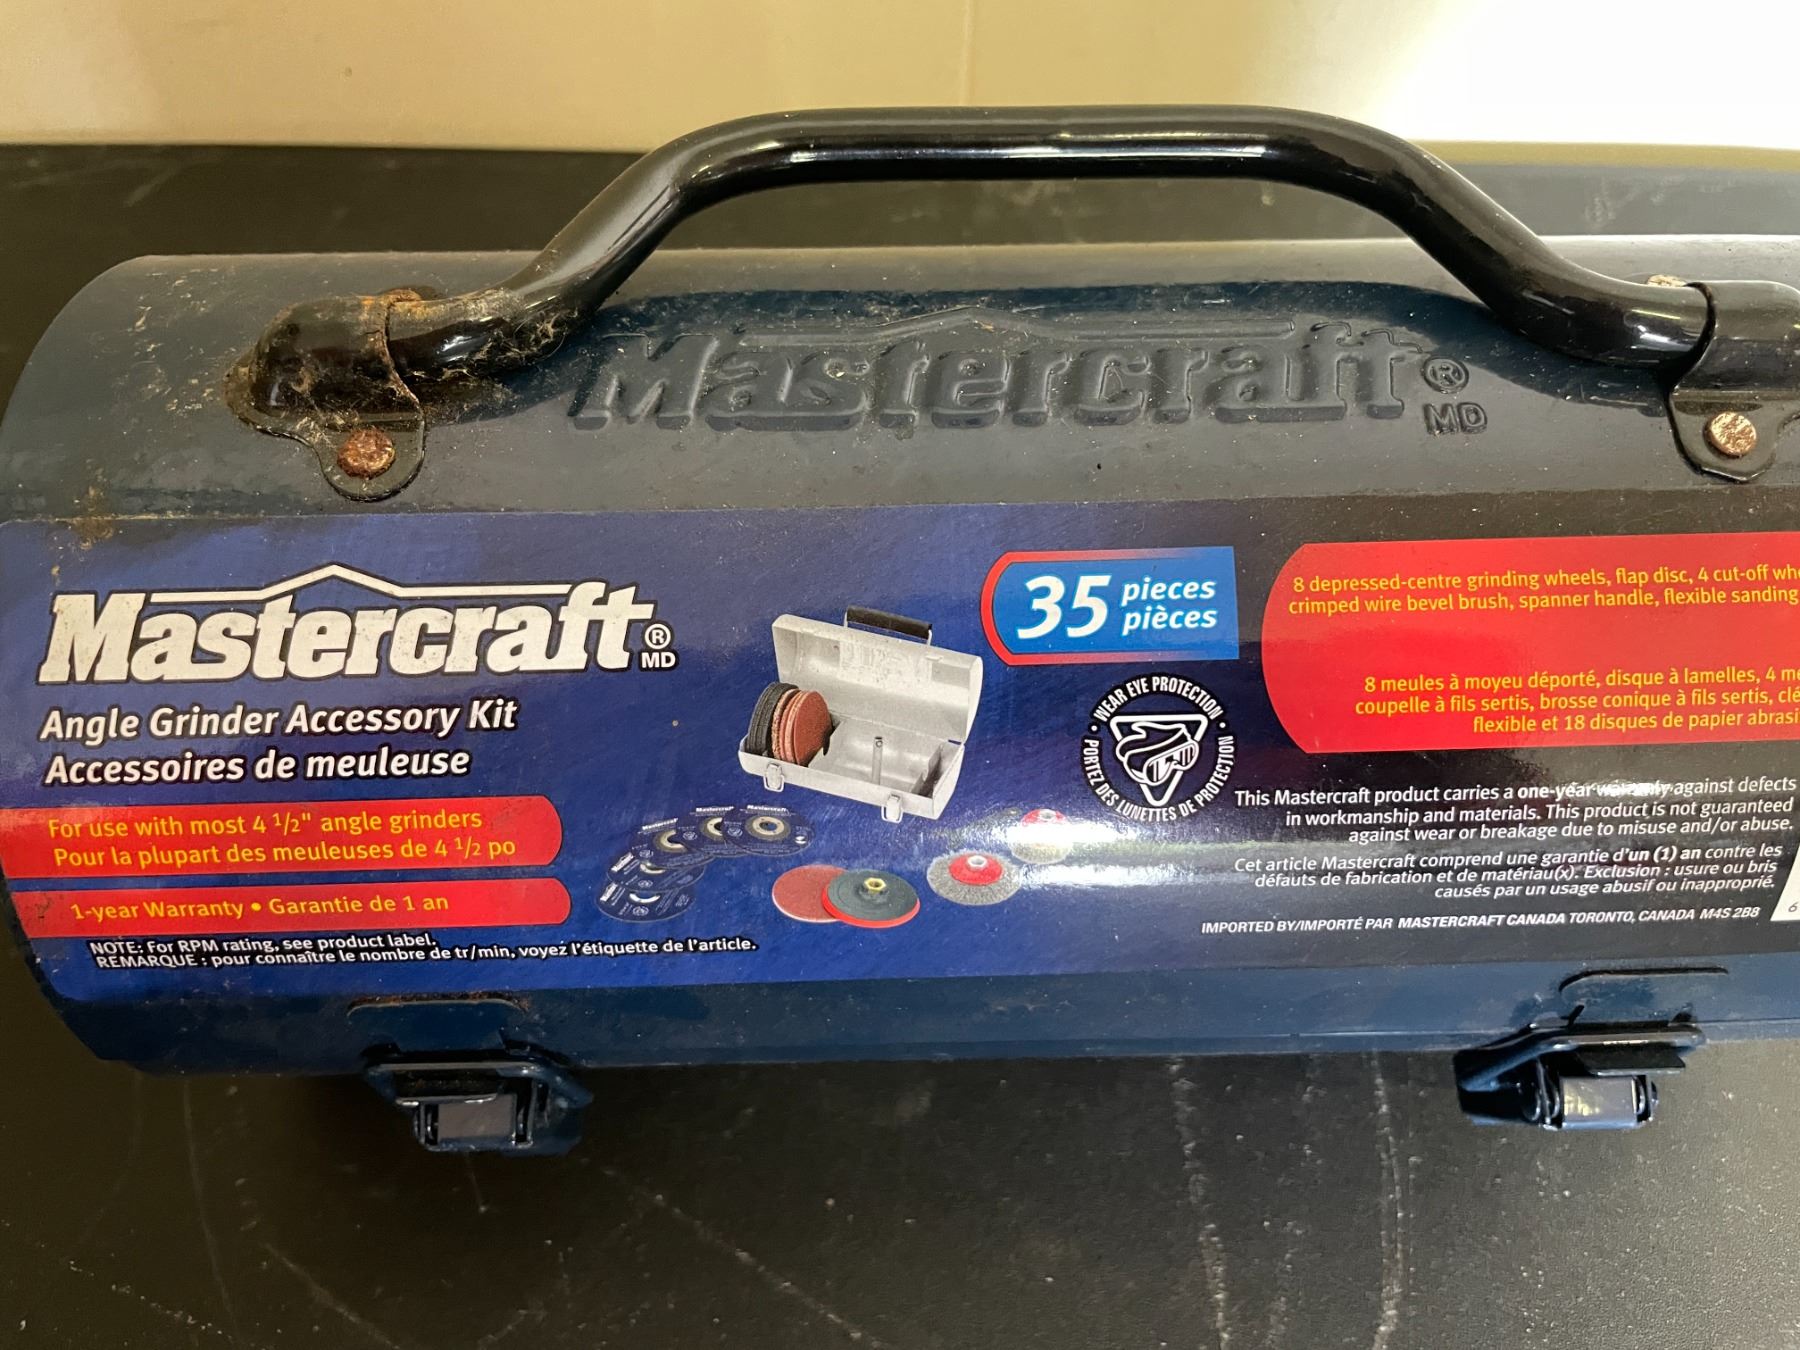 Mastercraft®
MD
Mastercraft®
MD
Angle Grinder Accessory Kit
Accessoires de meuleuse
For use with most 4 1/2" angle grinders
Pour la plupart des meuleuses de 4 1/2 po
1-year Warranty • Garantie de 1 an
NOTE: For RPM rating, see product label.
REMARQUE : pour connaître le nombre de tr/min, voyez l'étiquette de l'article.
35 pieces
pièces
• WEAR EYE PROTECTION •
PORTEZ DES LUNETTES DE PROTECTION
8 depressed-centre grinding wheels, flap disc, 4 cut-off
crimped wire bevel brush, spanner handle, flexible sanding
8 meules à moyeu déporté, disque à lamelles, 4
coupelle à fils sertis, brosse conique à fils sertis, clé
flexible et 18 disques de papier
This Mastercraft product carries a one-year warranty against defects
in workmanship and materials. This product is not guaranteed
against wear or breakage due to misuse and/or abuse.
Cet article Mastercraft comprend une garantie d'un (1) an contre les
défauts de fabrication et de matériau(x). Exclusion : usure ou bris
causés par un usage abusif ou inapproprié.
IMPORTED BY/IMPORTÉ PAR MASTERCRAFT CANADA TORONTO, CANADA M4S 2B8
6